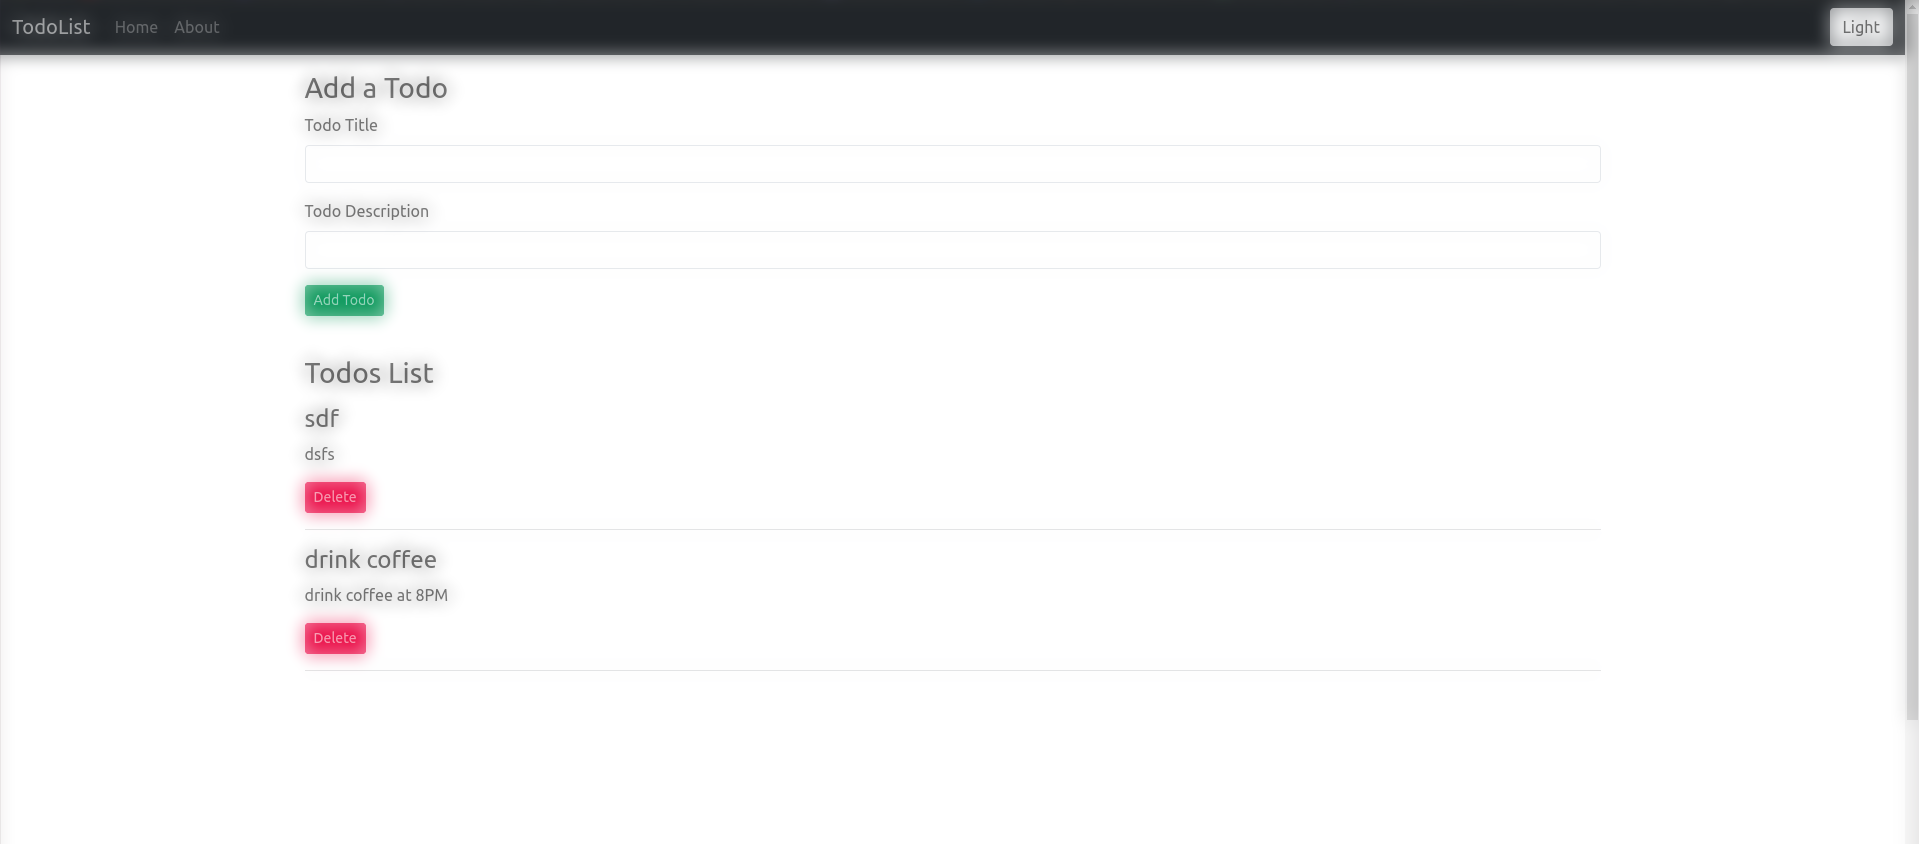 TodoList Home About Light
Add a Todo
Todo Title
Todo Description
Add Todo
Todos List
sdf
dsfs
Delete
drink coffee
drink coffee at 8PM
Delete